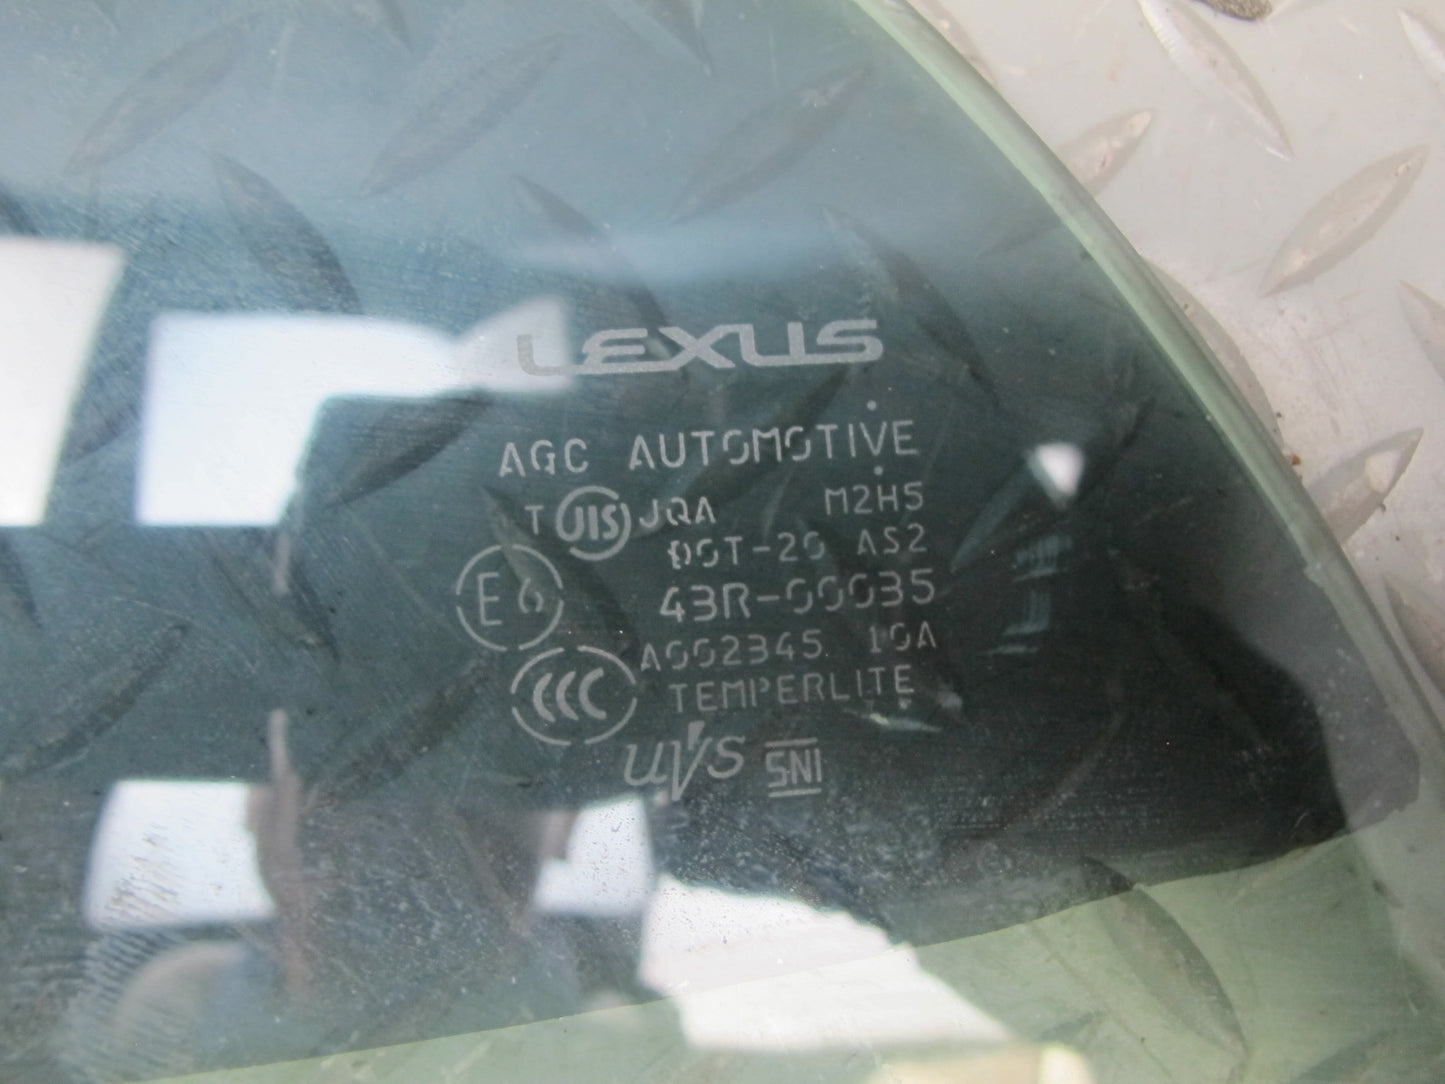 LEXUS
AGC AUTOMOTIVE
T JIS JQA M2H5
DOT-20 AS2
E6 43R-00035
A002345 10A
CCC TEMPERLITE
UVS SNI